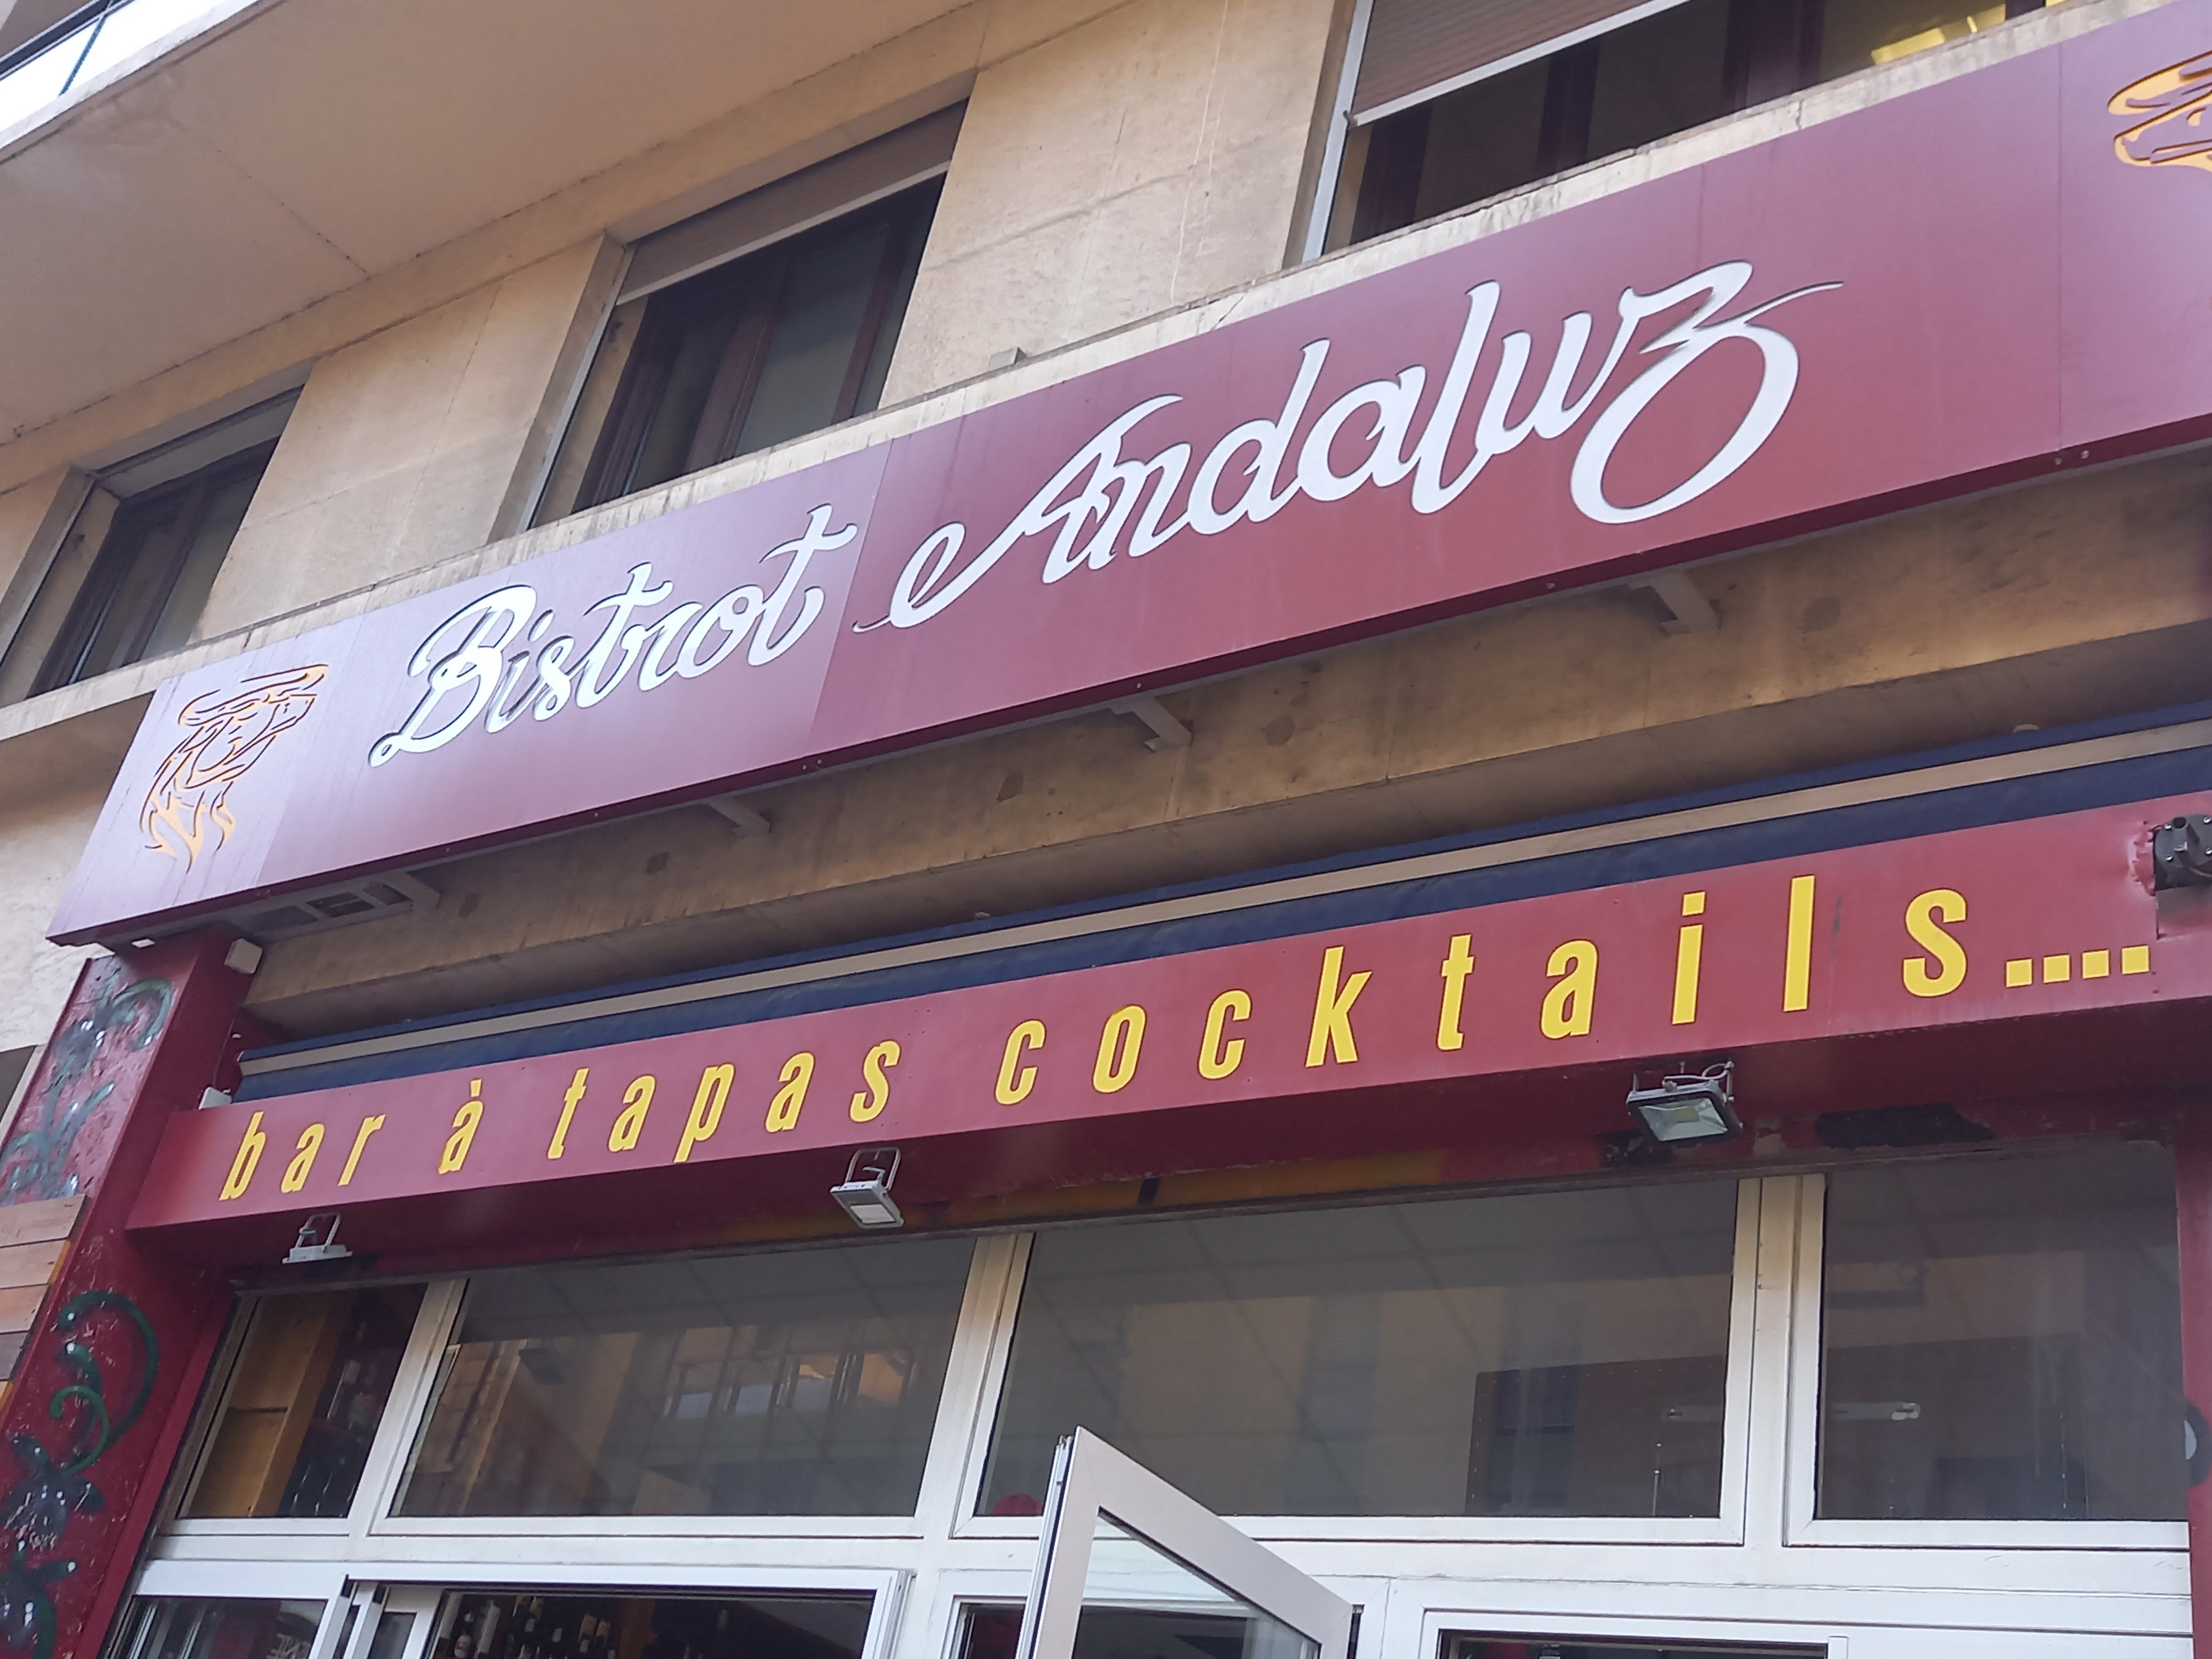 Bistrot Andaluz
bar à tapas cocktails....